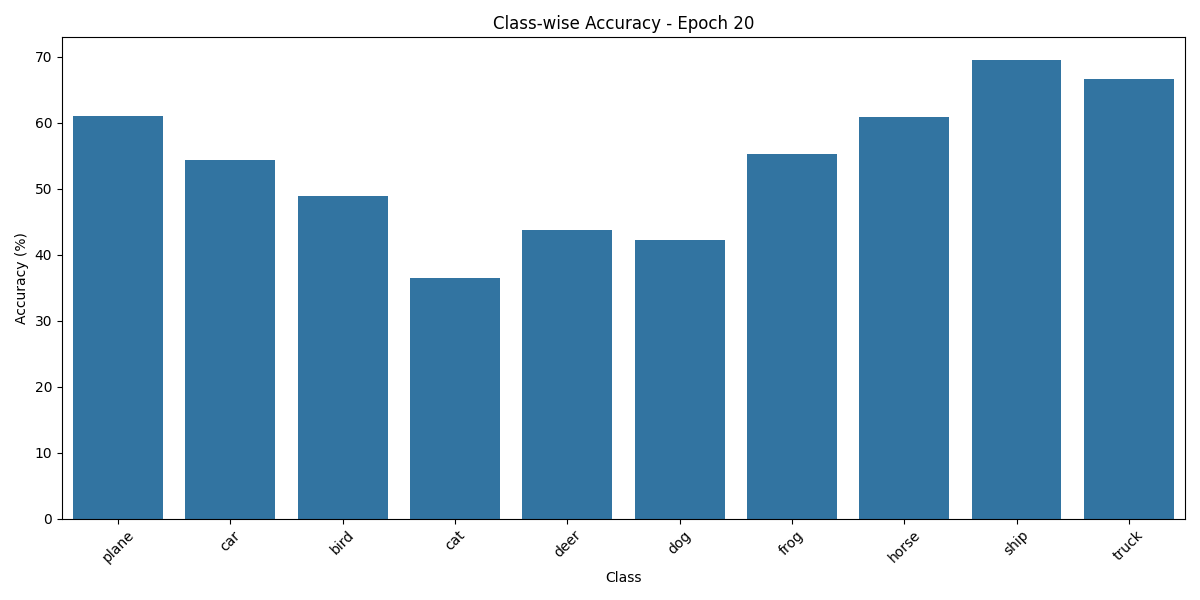 Class-wise Accuracy - Epoch 20
Accuracy (%)
70
60
50
40
30
20
10
0
plane
car
bird
cat
deer
dog
frog
horse
ship
truck
Class